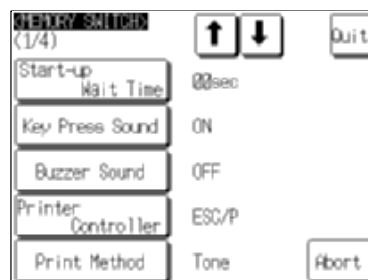 <MEMORY SWITCH>
(1/4)
Quit
Start-up
Wait Time
00sec
Key Press Sound
ON
Buzzer Sound
OFF
Printer
Controller
ESC/P
Print Method
Tone
Abort